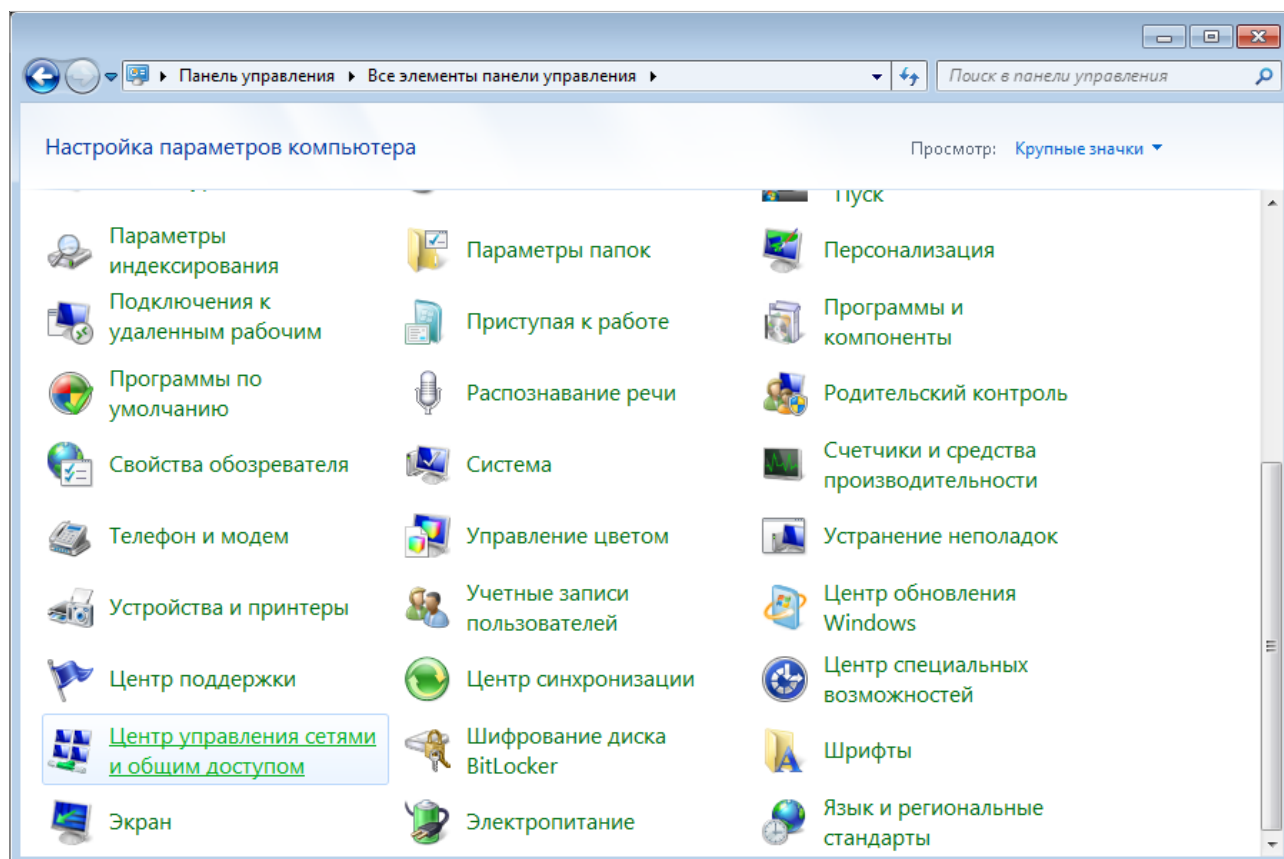 Панель управления Все элементы панели управления
Поиск в панели управления
Настройка параметров компьютера
Просмотр: Крупные значки
Пуск
Параметры
индексирования
Параметры папок
Персонализация
Подключения к
удаленным рабочим
Приступая к работе
Программы и
компоненты
Программы по
умолчанию
Распознавание речи
Родительский контроль
Свойства обозревателя
Система
Счетчики и средства
производительности
Телефон и модем
Управление цветом
Устранение неполадок
Устройства и принтеры
Учетные записи
пользователей
Центр обновления
Windows
Центр поддержки
Центр синхронизации
Центр специальных
возможностей
Центр управления сетями
и общим доступом
Шифрование диска
BitLocker
Шрифты
Экран
Электропитание
Язык и региональные
стандарты